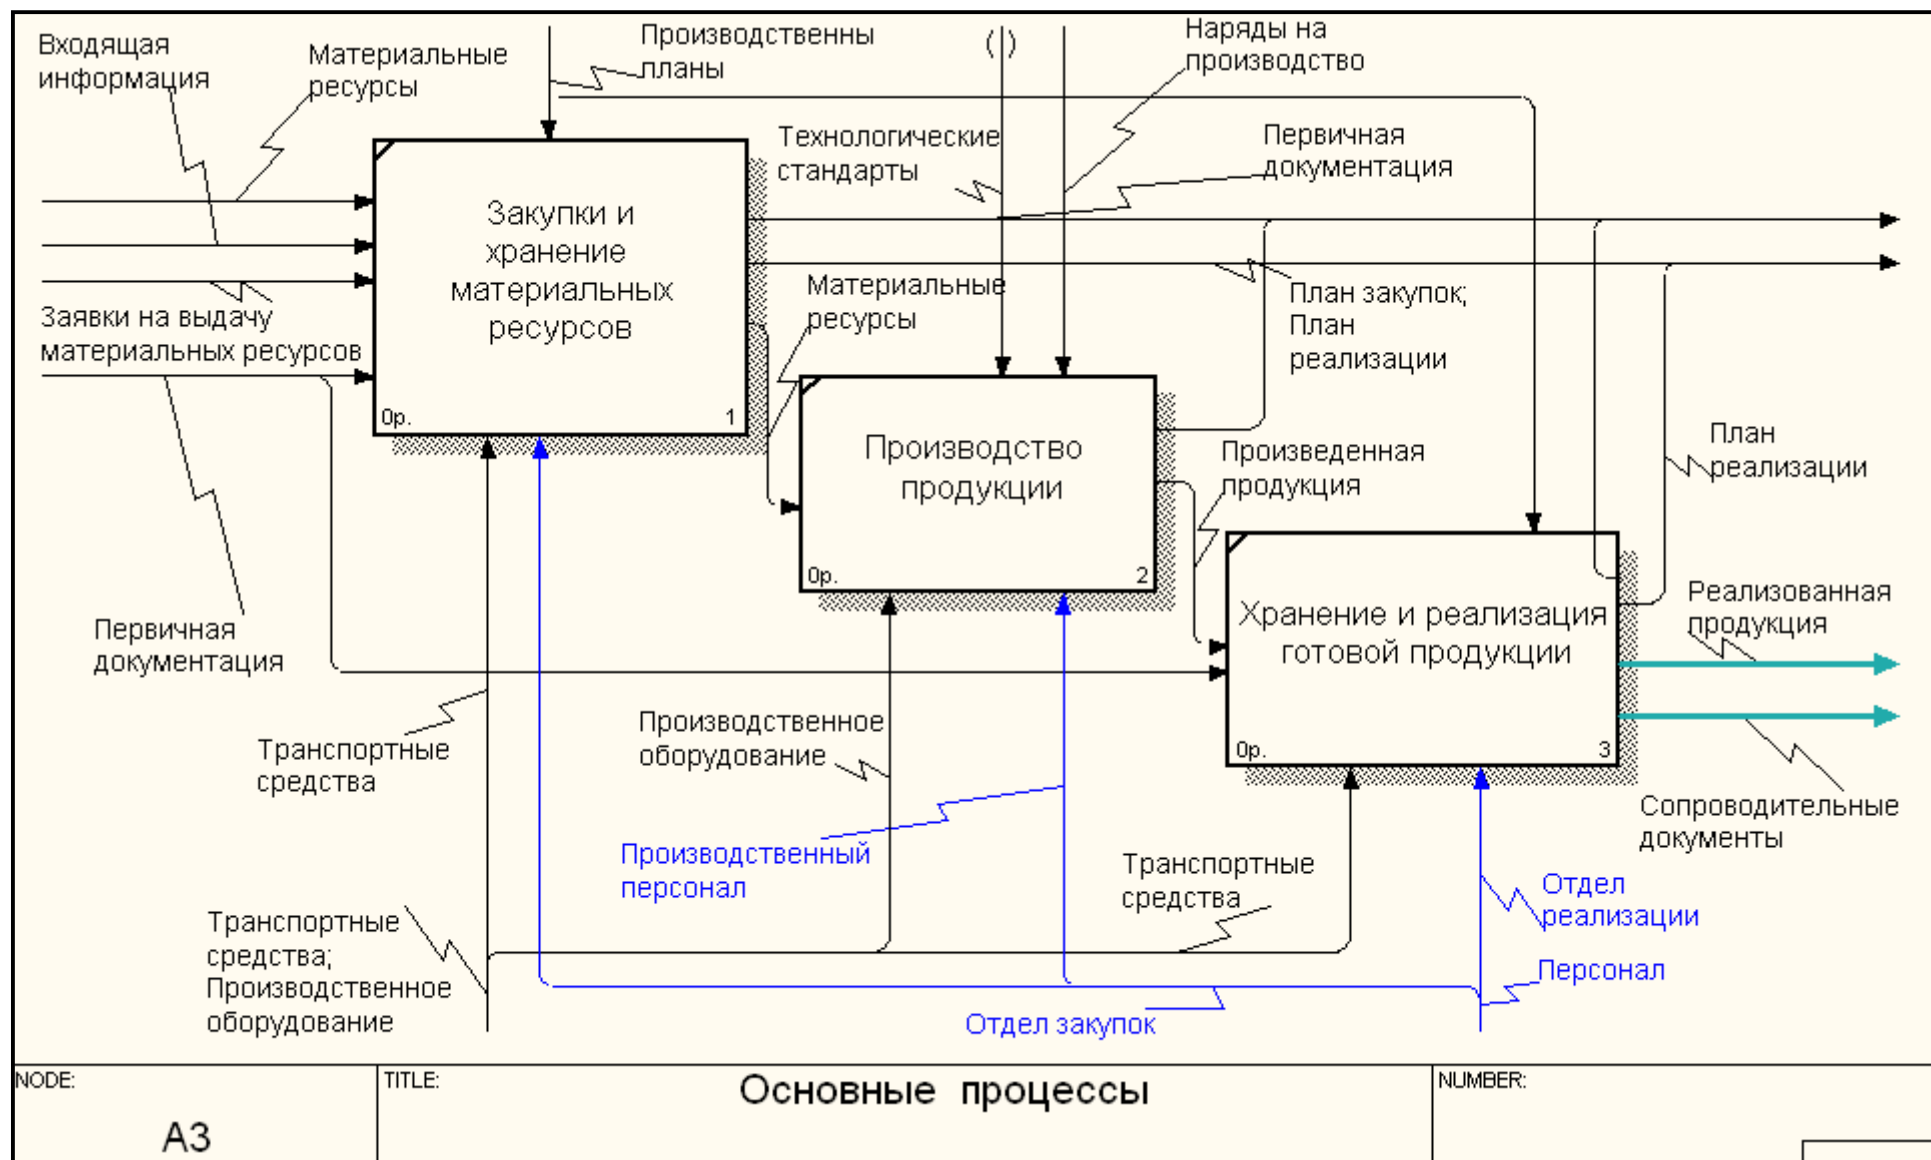 Входящая
информация
Материальные
ресурсы
Производственны
планы
()
Наряды на
производство
Технологические
стандарты
Первичная
документация
Закупки и
хранение
материальных
ресурсов
0р.
1
Материальные
ресурсы
План закупок;
План
реализации
Заявки на выдачу
материальных ресурсов
Производство
продукции
0р.
2
Произведенная
продукция
План
реализации
Хранение и реализация
готовой продукции
0р.
3
Реализованная
продукция
Первичная
документация
Транспортные
средства
Производственное
оборудование
Сопроводительные
документы
Производственный
персонал
Транспортные
средства
Отдел
реализации
Транспортные
средства;
Производственное
оборудование
Персонал
Отдел закупок
NODE:
TITLE:
NUMBER:
Основные процессы
А3